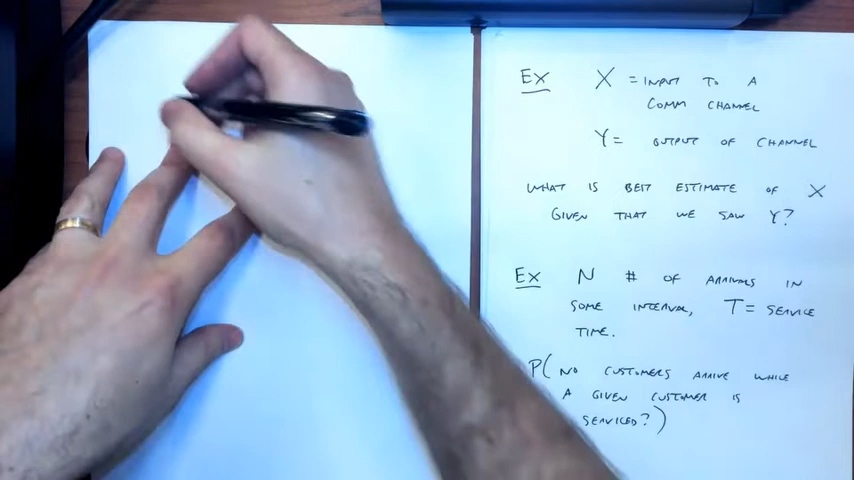 Ex X = INPUT TO A
COMM CHANNEL
Y = OUTPUT OF CHANNEL
WHAT IS BEST ESTIMATE OF X
GIVEN THAT WE SAW Y?
Ex N # OF ARRIVALS IN
SOME INTERVAL, T = SERVICE
TIME.
P( NO CUSTOMERS ARRIVE WHILE
A GIVEN CUSTOMER IS
SERVICED? )